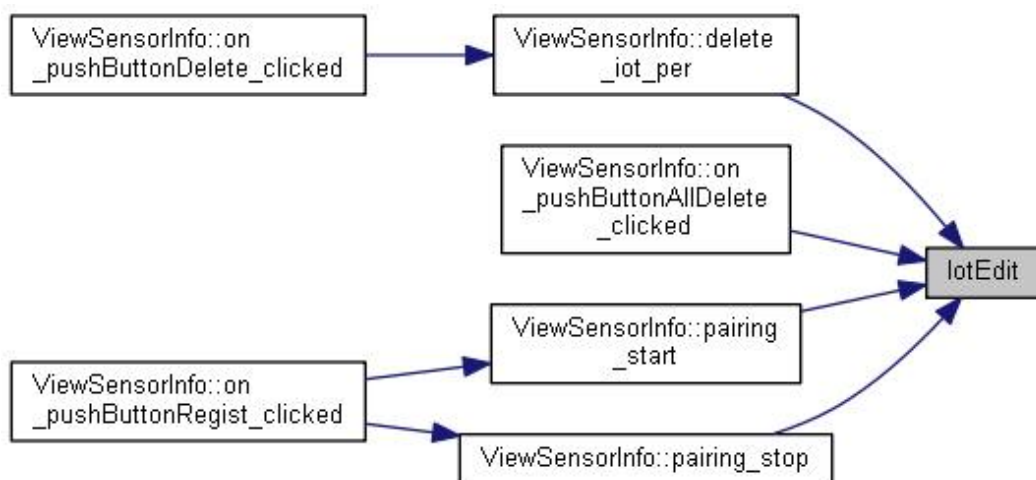 ViewSensorInfo::on
_pushButtonDelete_clicked
ViewSensorInfo::delete
_iot_per
ViewSensorInfo::on
_pushButtonAllDelete
_clicked
IotEdit
ViewSensorInfo::pairing
_start
ViewSensorInfo::on
_pushButtonRegist_clicked
ViewSensorInfo::pairing_stop